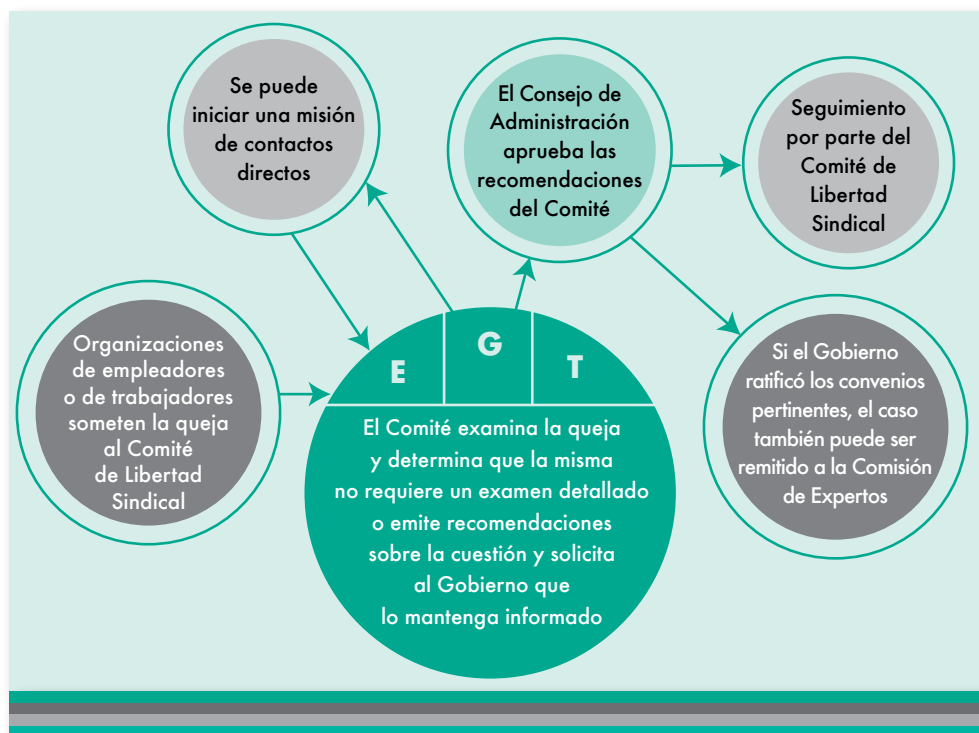 Se puede
iniciar una misión
de contactos
directos
El Consejo de
Administración
aprueba las
recomendaciones
del Comité
Seguimiento
por parte del
Comité de
Libertad
Sindical
Organizaciones
de empleadores
o de trabajadores
someten la queja
al Comité
de Libertad
Sindical
E
G
T
El Comité examina la queja
y determina que la misma
no requiere un examen detallado
o emite recomendaciones
sobre la cuestión y solicita
al Gobierno que
lo mantenga informado
Si el Gobierno
ratificó los convenios
pertinentes, el caso
también puede ser
remitido a la Comisión
de Expertos